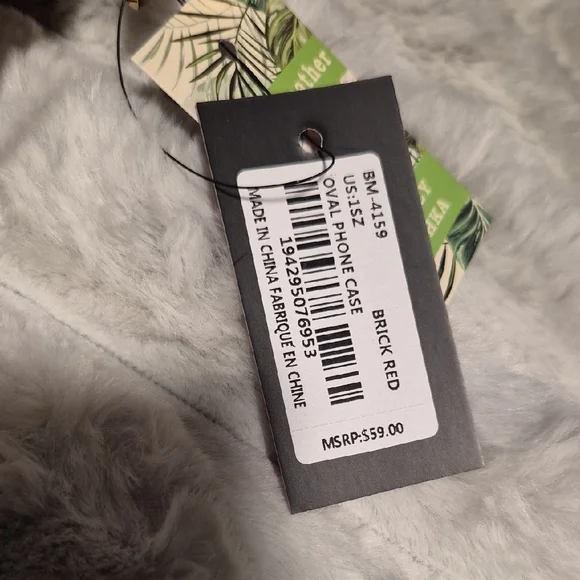 BM-4159 BRICK RED
US:1SZ
OVAL PHONE CASE
194295076953
MADE IN CHINA FABRIQUE EN CHINE
MSRP:$59.00